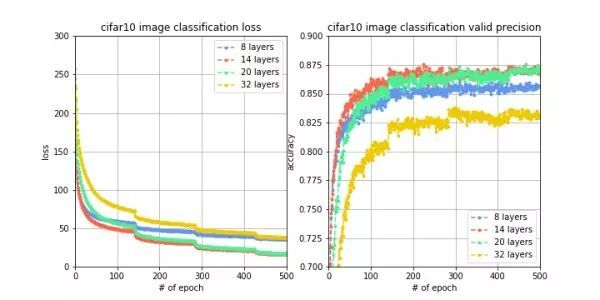 cifar10 image classification loss
300
250
200
150
100
50
0
loss
0 100 200 300 400 500
# of epoch
8 layers
14 layers
20 layers
32 layers
cifar10 image classification valid precision
0.900
0.875
0.850
0.825
0.800
0.775
0.750
0.725
0.700
accuracy
0 100 200 300 400 500
# of epoch
8 layers
14 layers
20 layers
32 layers